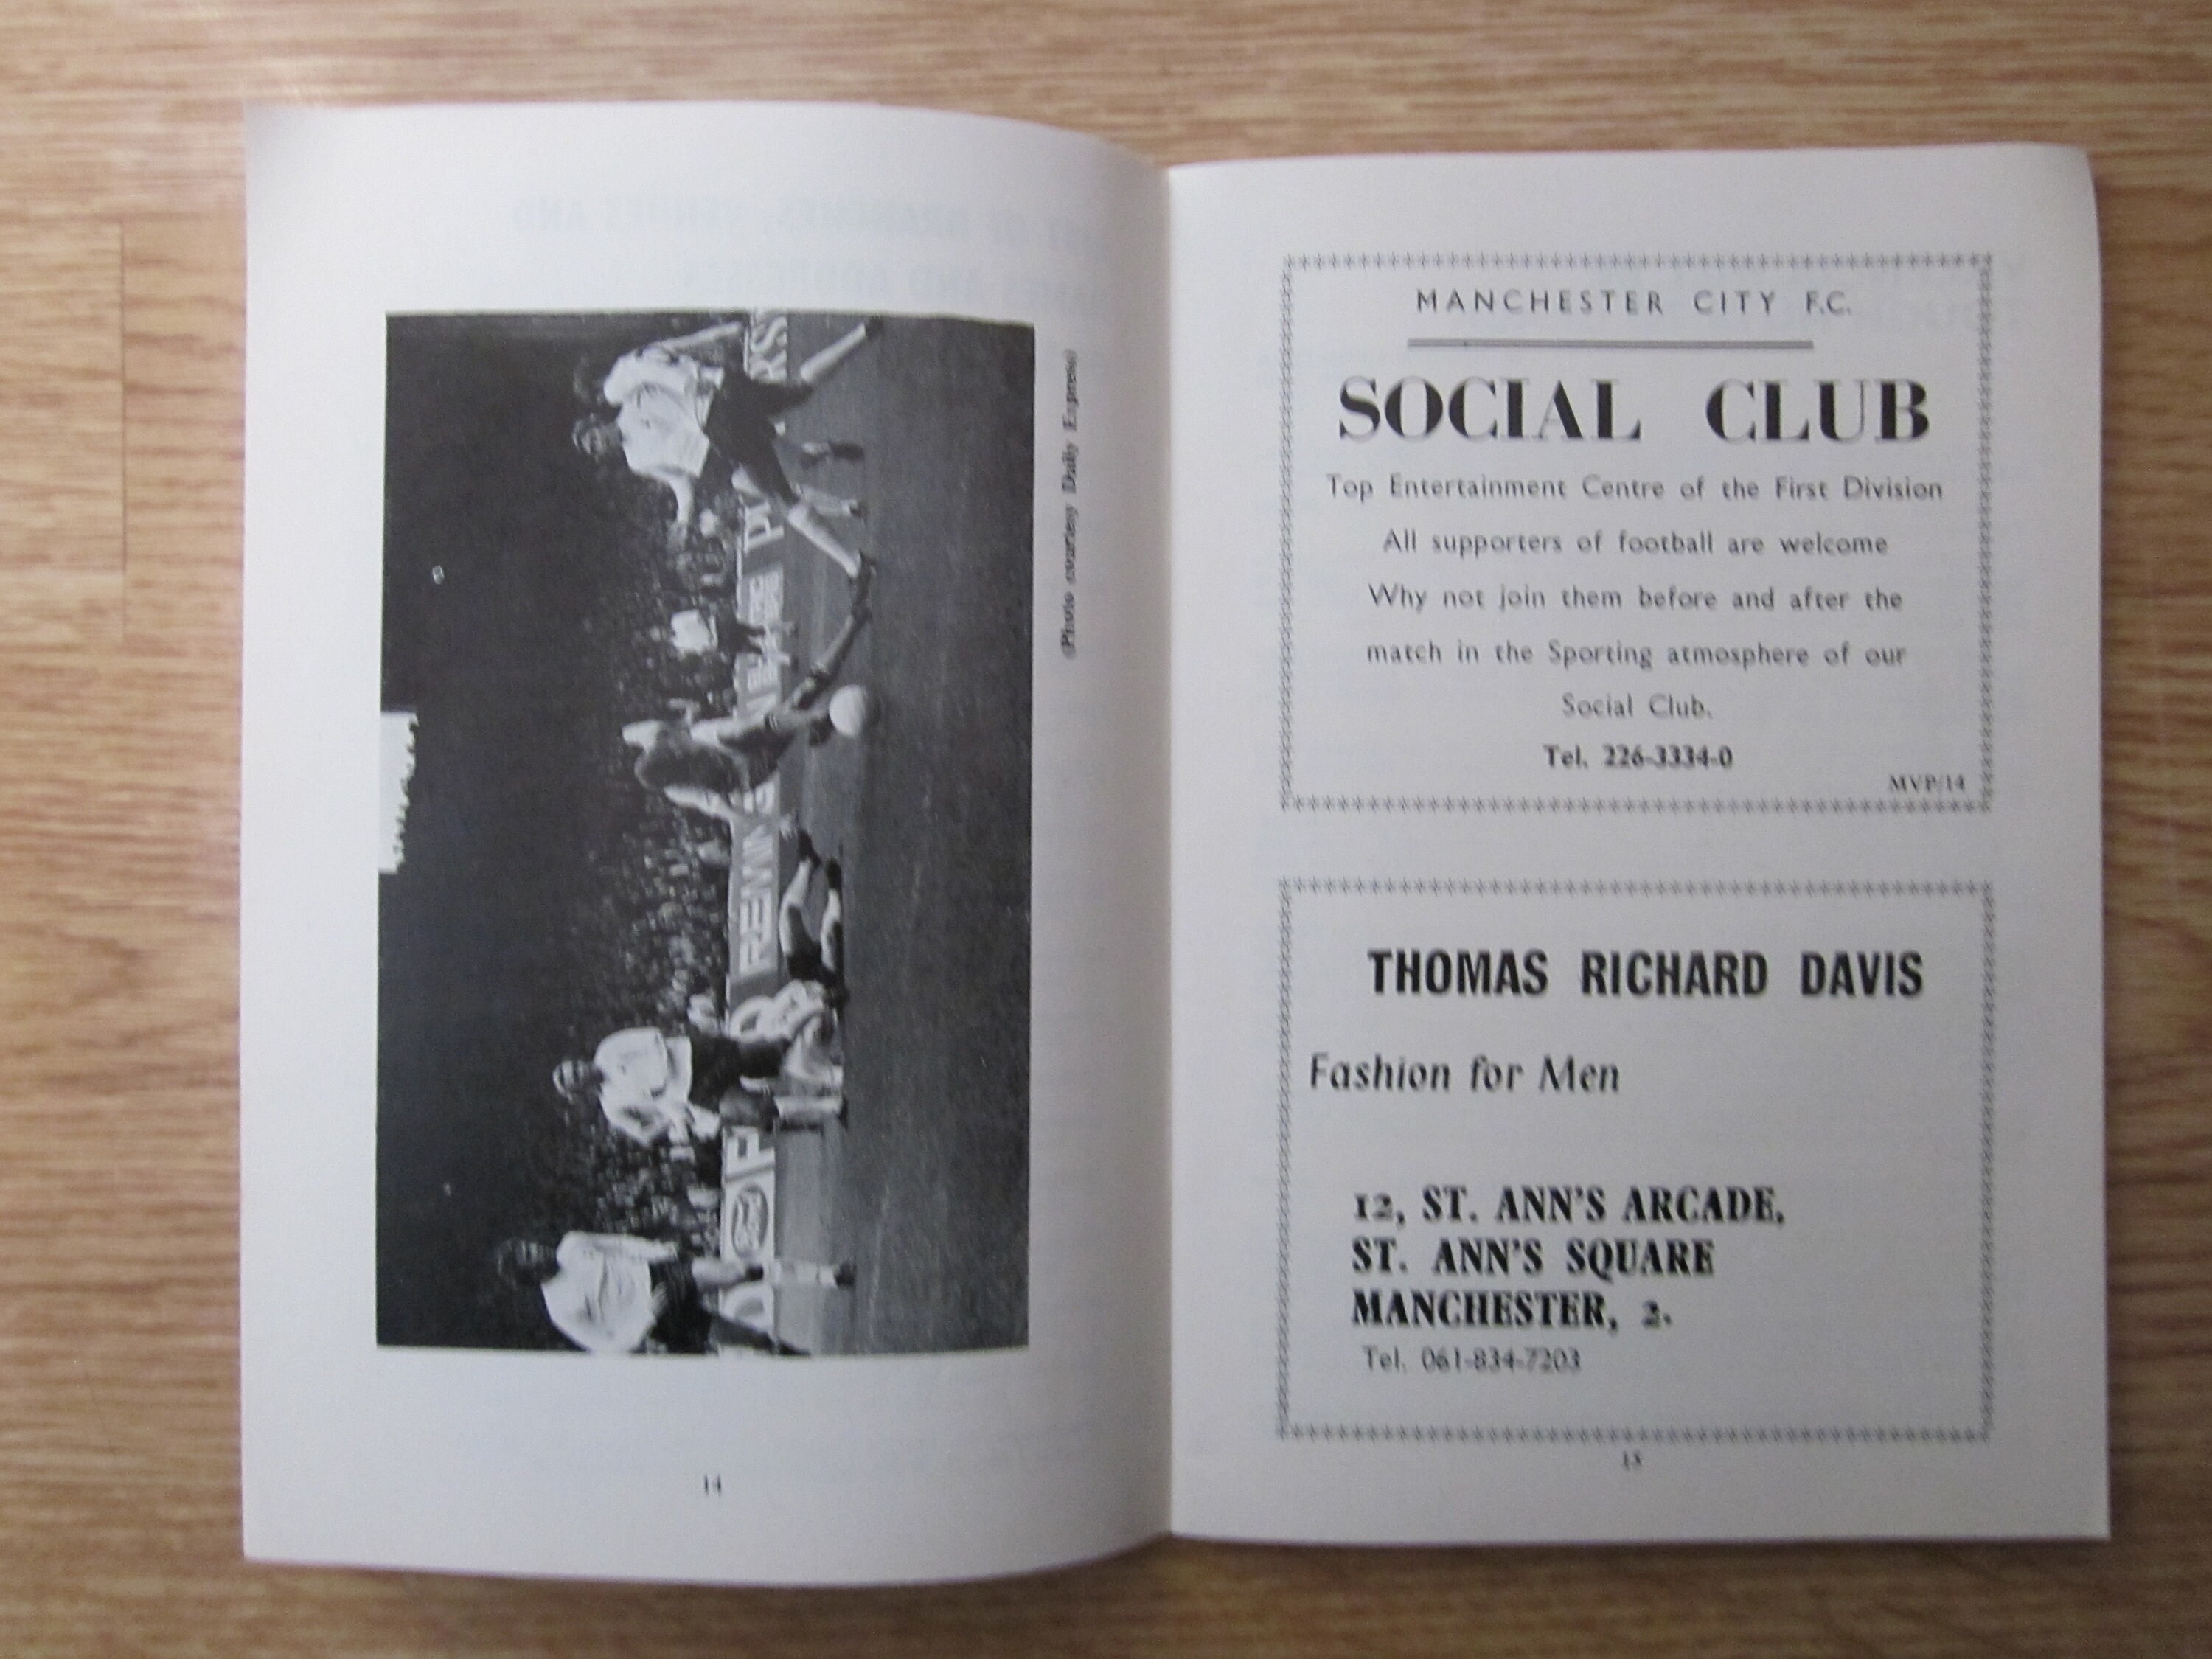 (Photo courtesy Daily Express)
14
MANCHESTER CITY F.C.
SOCIAL CLUB
Top Entertainment Centre of the First Division
All supporters of football are welcome
Why not join them before and after the
match in the Sporting atmosphere of our
Social Club.
Tel. 226-3334-0
MVP/14
THOMAS RICHARD DAVIS
Fashion for Men
12, ST. ANN'S ARCADE,
ST. ANN'S SQUARE
MANCHESTER, 2.
Tel. 061-834-7203
15